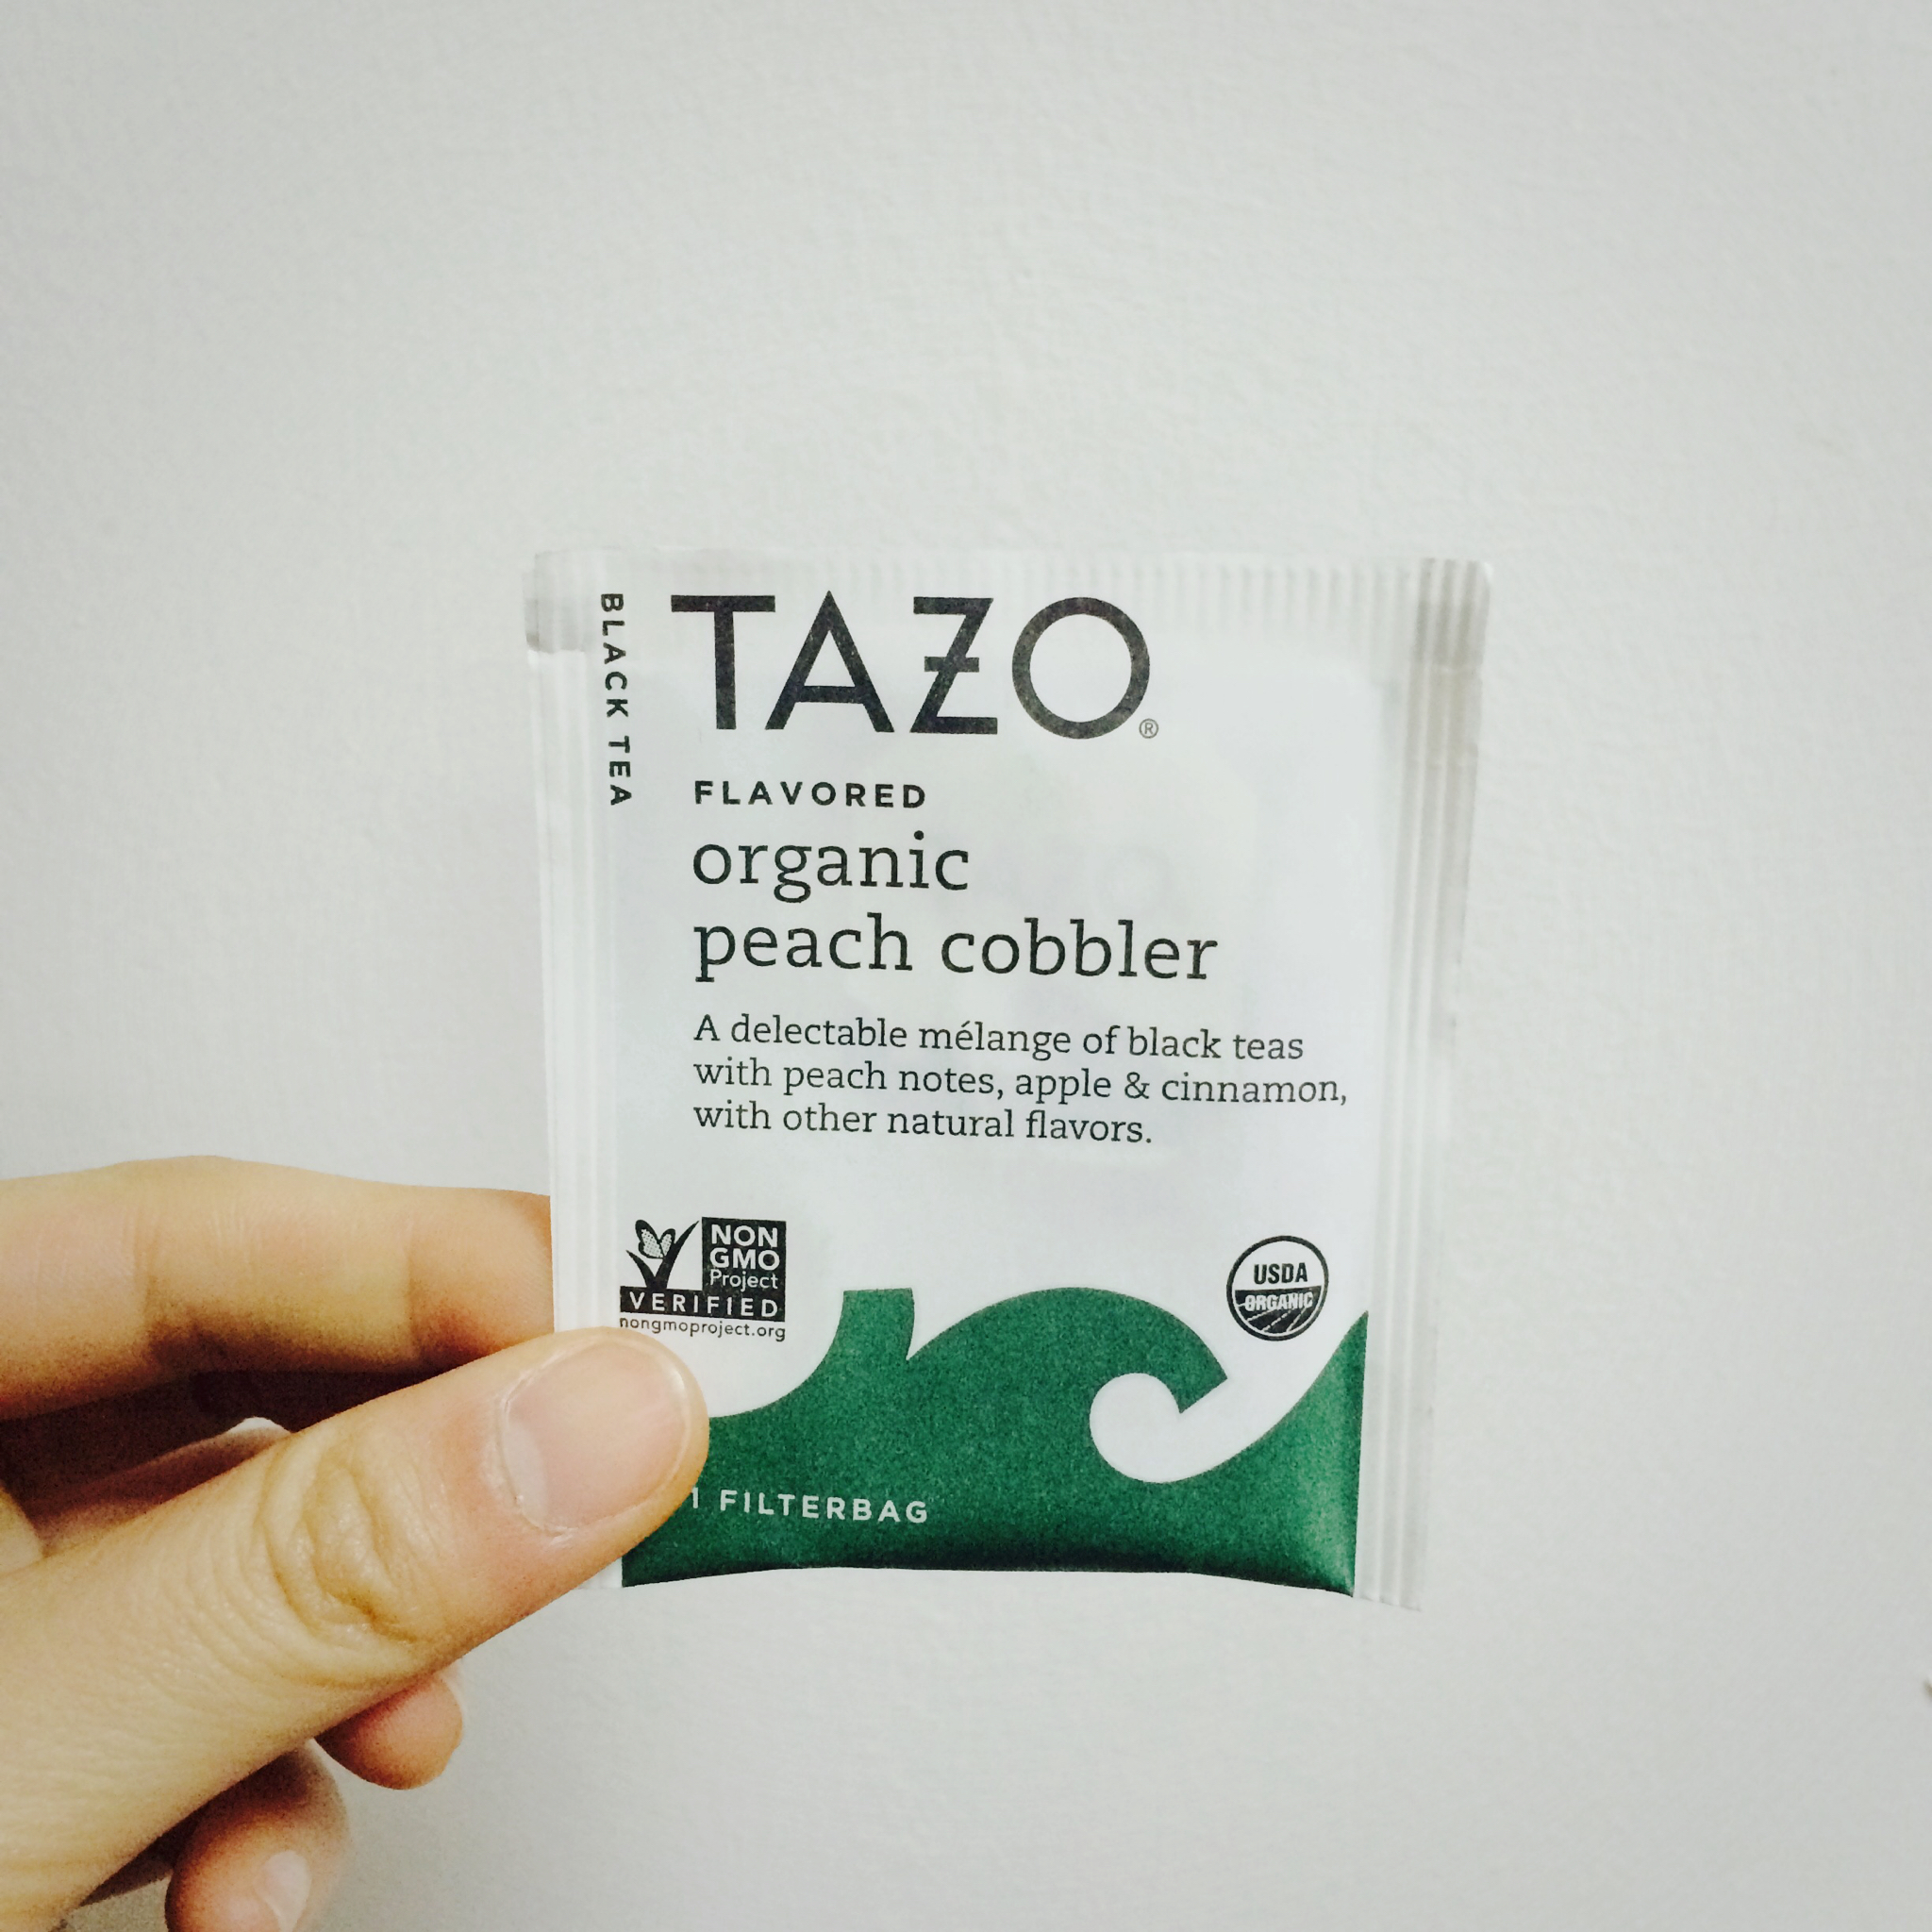 BLACK TEA
TAZO®
FLAVORED
organic
peach cobbler
A delectable mélange of black teas
with peach notes, apple & cinnamon,
with other natural flavors.
NON
GMO
Project
VERIFIED
nongmoproject.org
USDA
ORGANIC
1 FILTERBAG